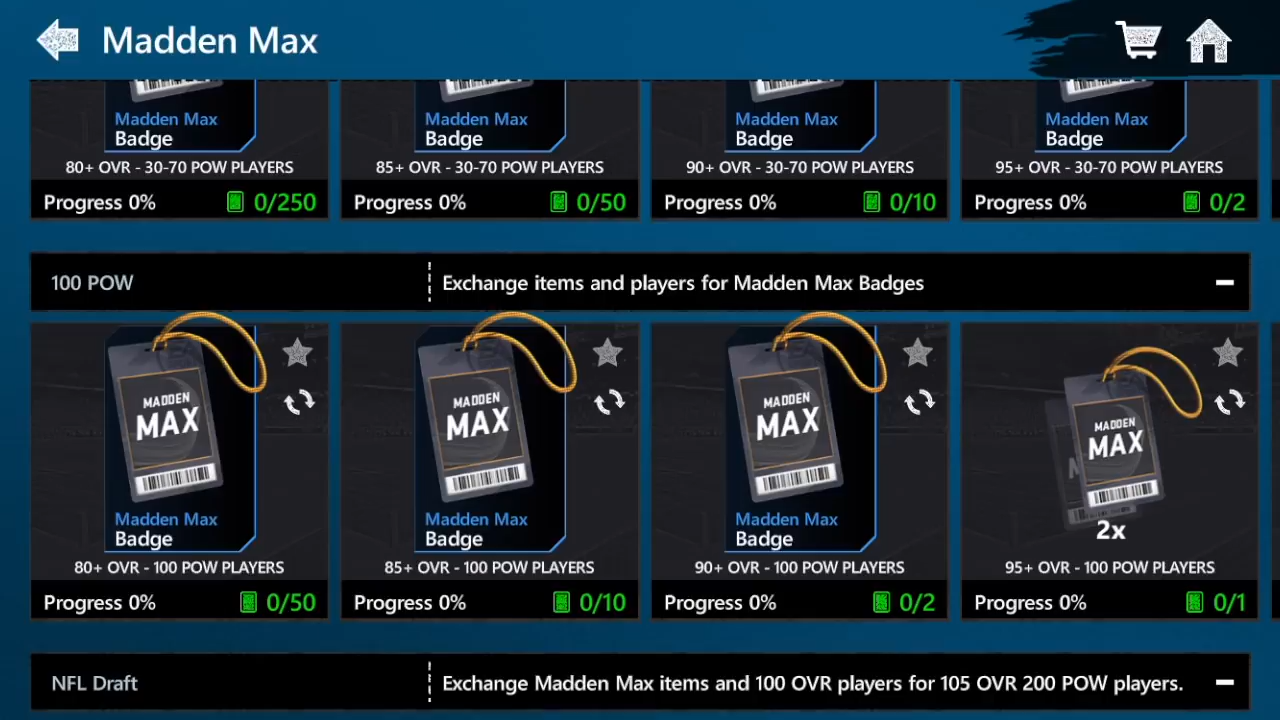 Madden Max
Madden Max
Badge
80+ OVR - 30-70 POW PLAYERS
Progress 0%
0/250
Madden Max
Badge
85+ OVR - 30-70 POW PLAYERS
Progress 0%
0/50
Madden Max
Badge
90+ OVR - 30-70 POW PLAYERS
Progress 0%
0/10
Madden Max
Badge
95+ OVR - 30-70 POW PLAYERS
Progress 0%
0/2
100 POW
Exchange items and players for Madden Max Badges
MADDEN
MAX
Madden Max
Badge
80+ OVR - 100 POW PLAYERS
Progress 0%
0/50
MADDEN
MAX
Madden Max
Badge
85+ OVR - 100 POW PLAYERS
Progress 0%
0/10
MADDEN
MAX
Madden Max
Badge
90+ OVR - 100 POW PLAYERS
Progress 0%
0/2
MADDEN
MAX
2x
95+ OVR - 100 POW PLAYERS
Progress 0%
0/1
NFL Draft
Exchange Madden Max items and 100 OVR players for 105 OVR 200 POW players.